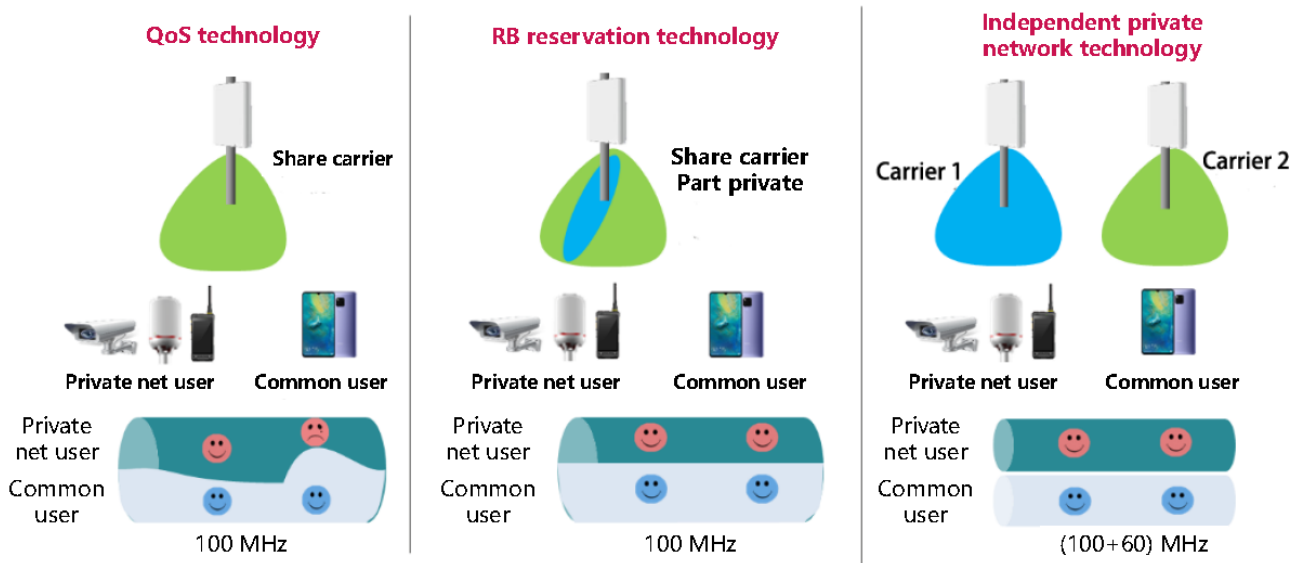 QoS technology
Share carrier
Private net user
Common user
Private
net user
Common
user
100 MHz
RB reservation technology
Share carrier
Part private
Private net user
Common user
Private
net user
Common
user
100 MHz
Independent private
network technology
Carrier 1
Carrier 2
Private net user
Common user
Private
net user
Common
user
(100+60) MHz